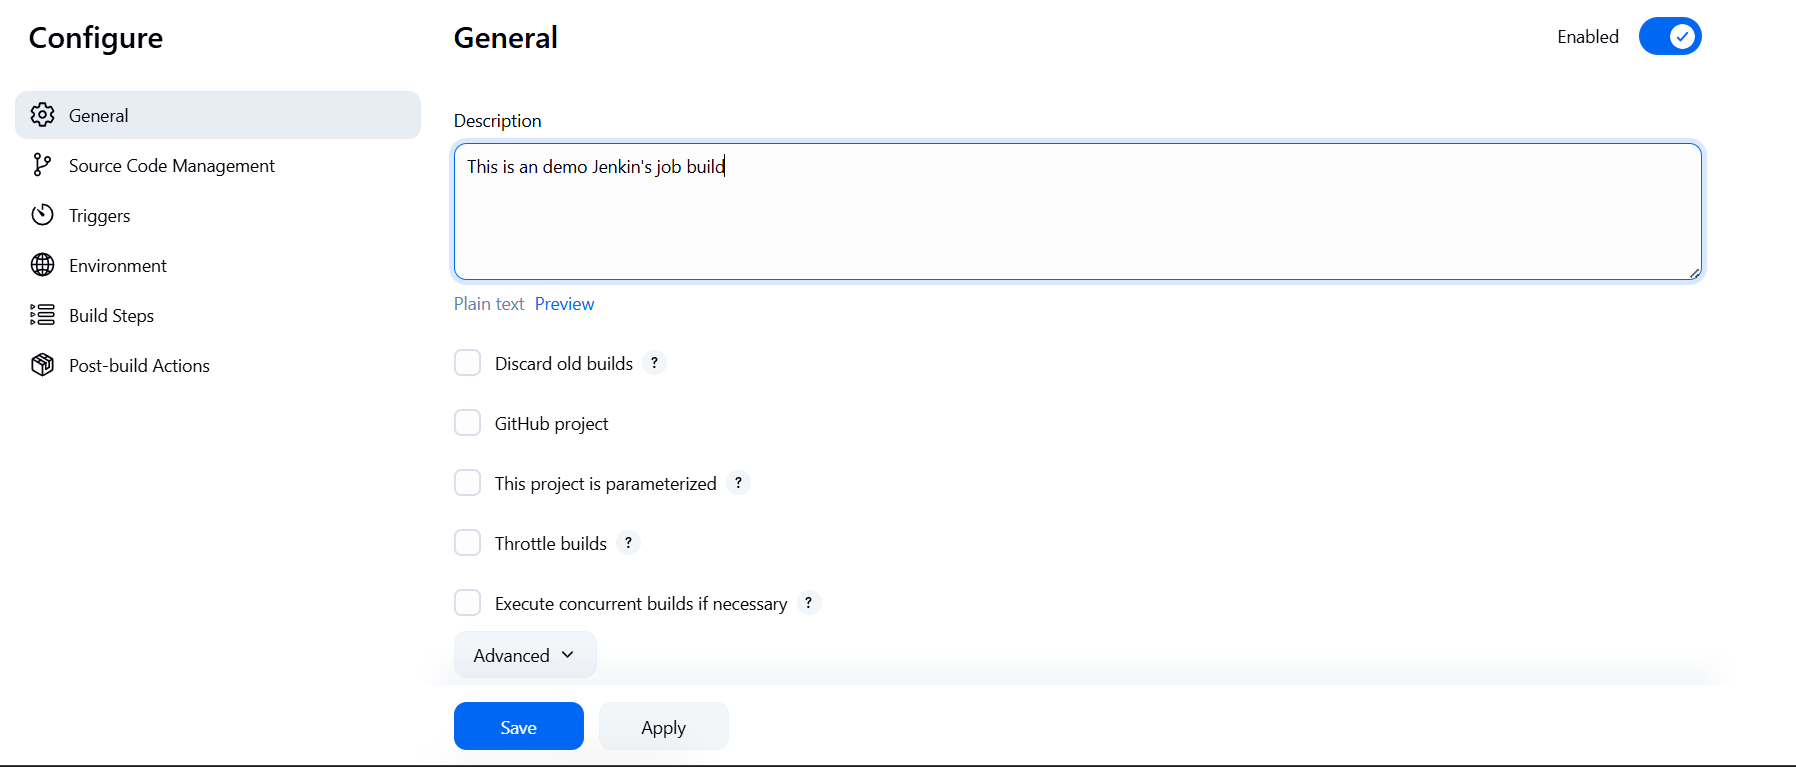 Configure
General
Source Code Management
Triggers
Environment
Build Steps
Post-build Actions
General
Enabled
Description
This is an demo Jenkin's job build
Plain text Preview
Discard old builds ?
GitHub project
This project is parameterized ?
Throttle builds ?
Execute concurrent builds if necessary ?
Advanced
Save Apply